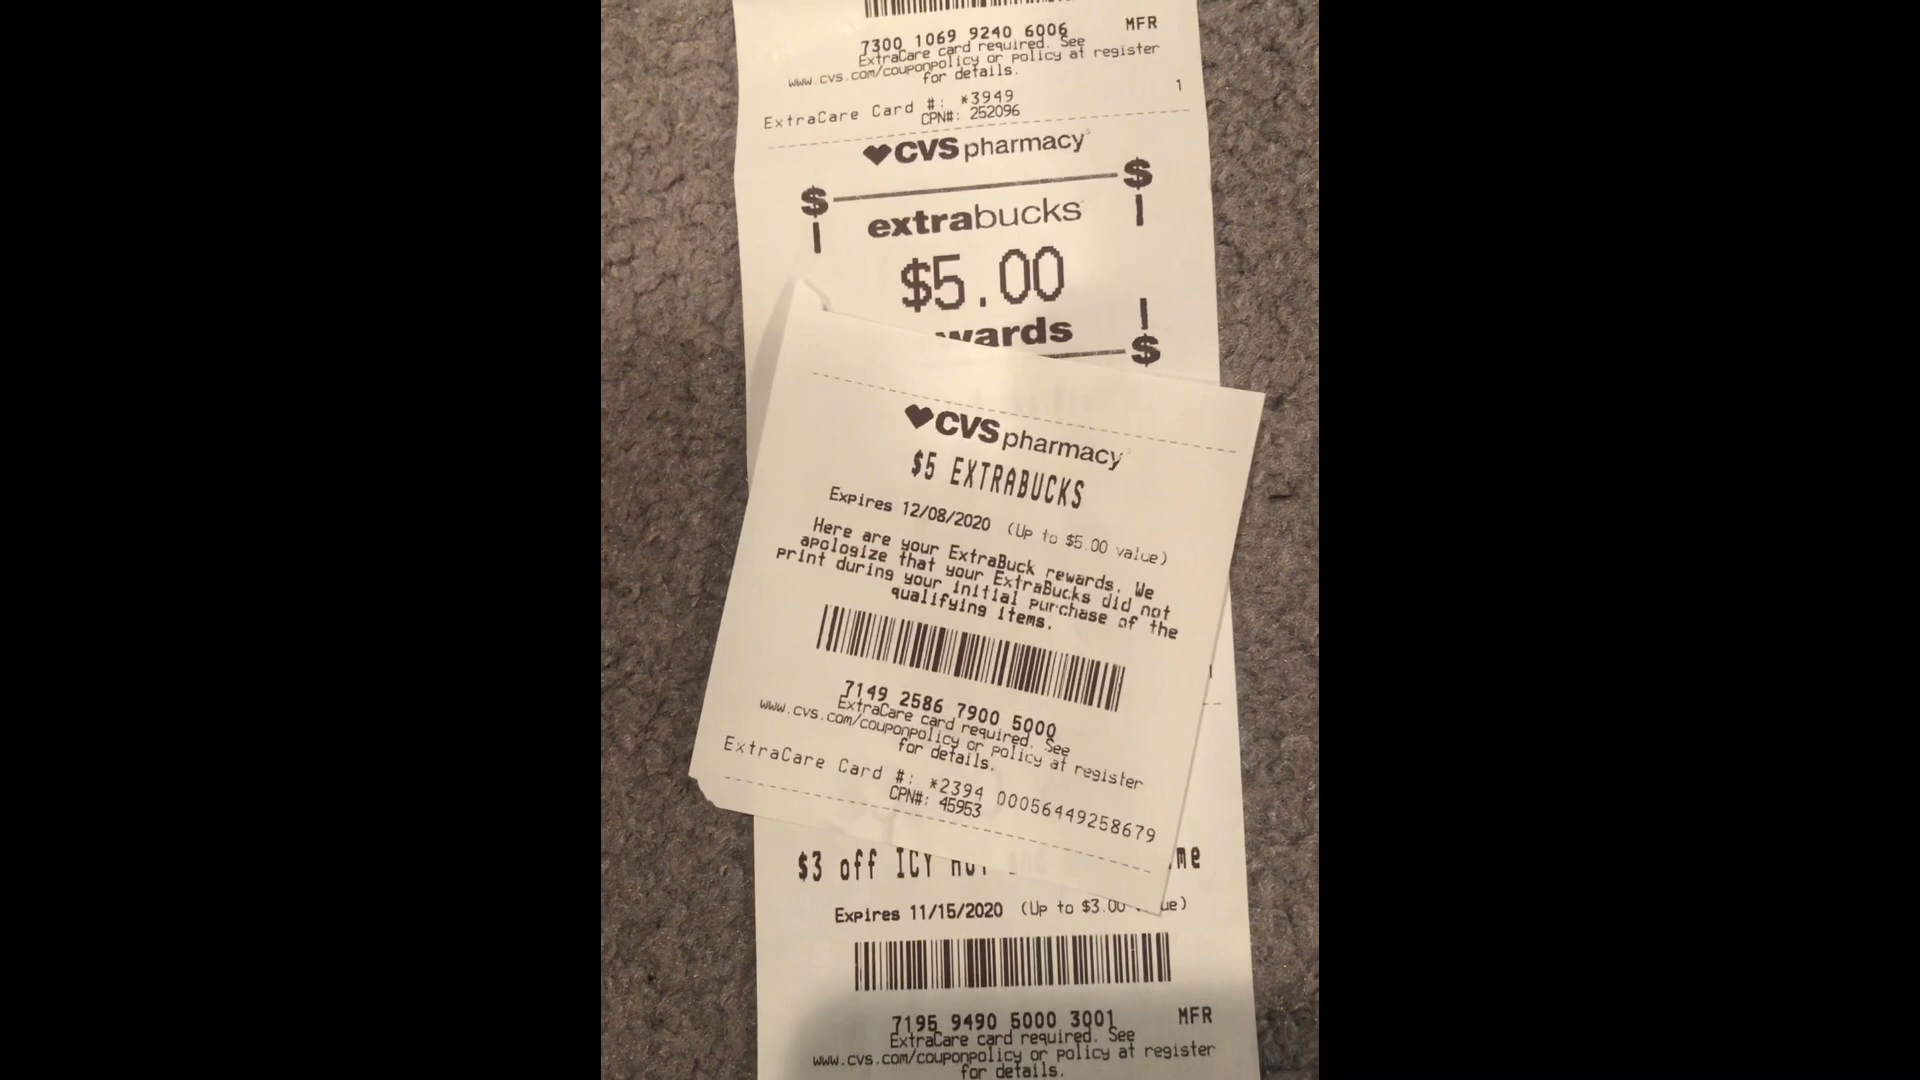 7300 1069 9240 6006 MFR
ExtraCare card required. See
www.cvs.com/couponpolicy or policy at register
for details.
1
ExtraCare Card #: *3949
CPN#: 252096
CVS pharmacy
$ $
extrabucks
$5.00
wards
$
CVS pharmacy
$5 EXTRABUCKS
Expires 12/08/2020 (Up to $5.00 value)
Here are your ExtraBuck rewards. We
apologize that your ExtraBucks did not
print during your initial purchase of the
qualifying items.
7149 2586 7900 5000
ExtraCare card required. See
www.cvs.com/couponpolicy or policy at register
for details.
ExtraCare Card #: *2394 00056449258679
CPN#: 45953
$3 off ICY me
Expires 11/15/2020 (Up to $3.00 ue)
7195 9490 5000 3001 MFR
ExtraCare card required. See
www.cvs.com/couponpolicy or policy at register
for details.